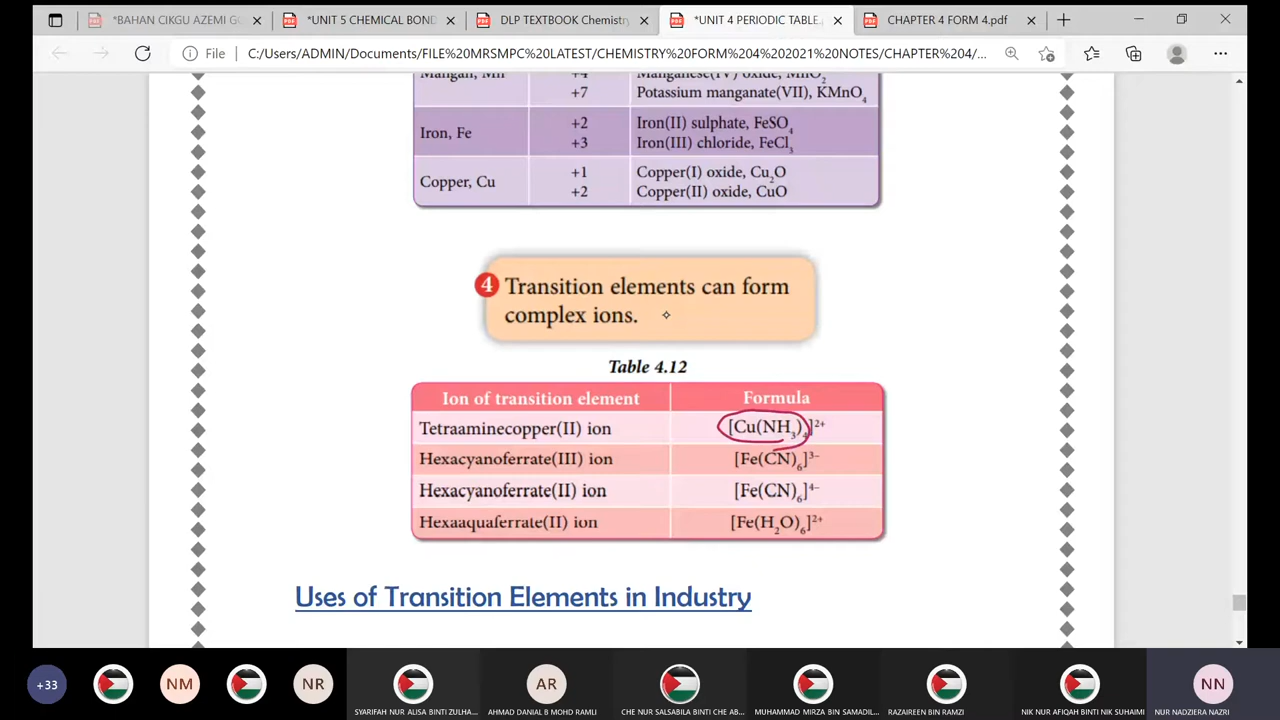 *BAHAN CIKGU AZEMI G
*UNIT 5 CHEMICAL BOND
DLP TEXTBOOK Chemistry
*UNIT 4 PERIODIC TABLE.
CHAPTER 4 FORM 4.pdf
File
C:/Users/ADMIN/Documents/FILE%20MRSMPC%20LATEST/CHEMISTRY%20FORM%204%202021%20NOTES/CHAPTER%204/...
Mangan, Mn +4 Manganese(IV) oxide, MnO₂
+7 Potassium manganate(VII), KMnO₄
Iron, Fe +2 Iron(II) sulphate, FeSO₄
+3 Iron(III) chloride, FeCl₃
Copper, Cu +1 Copper(I) oxide, Cu₂O
+2 Copper(II) oxide, CuO
4 Transition elements can form
complex ions.
Table 4.12
Ion of transition element Formula
Tetraaminecopper(II) ion [Cu(NH₃)₄]²⁺
Hexacyanoferrate(III) ion [Fe(CN)₆]³⁻
Hexacyanoferrate(II) ion [Fe(CN)₆]⁴⁻
Hexaaquaferrate(II) ion [Fe(H₂O)₆]²⁺
Uses of Transition Elements in Industry
+33
NM
NR
AR
NN
SYARIFAH NUR ALISA BINTI ZULHA...
AHMAD DANIAL B MOHD RAMLI
CHE NUR SALSABILA BINTI CHE AB...
MUHAMMAD MIRZA BIN SAMADIL...
RAZAIREEN BIN RAMZI
NIK NUR AFIQAH BINTI NIK SUHAIMI
NUR NADZIERA NAZRI